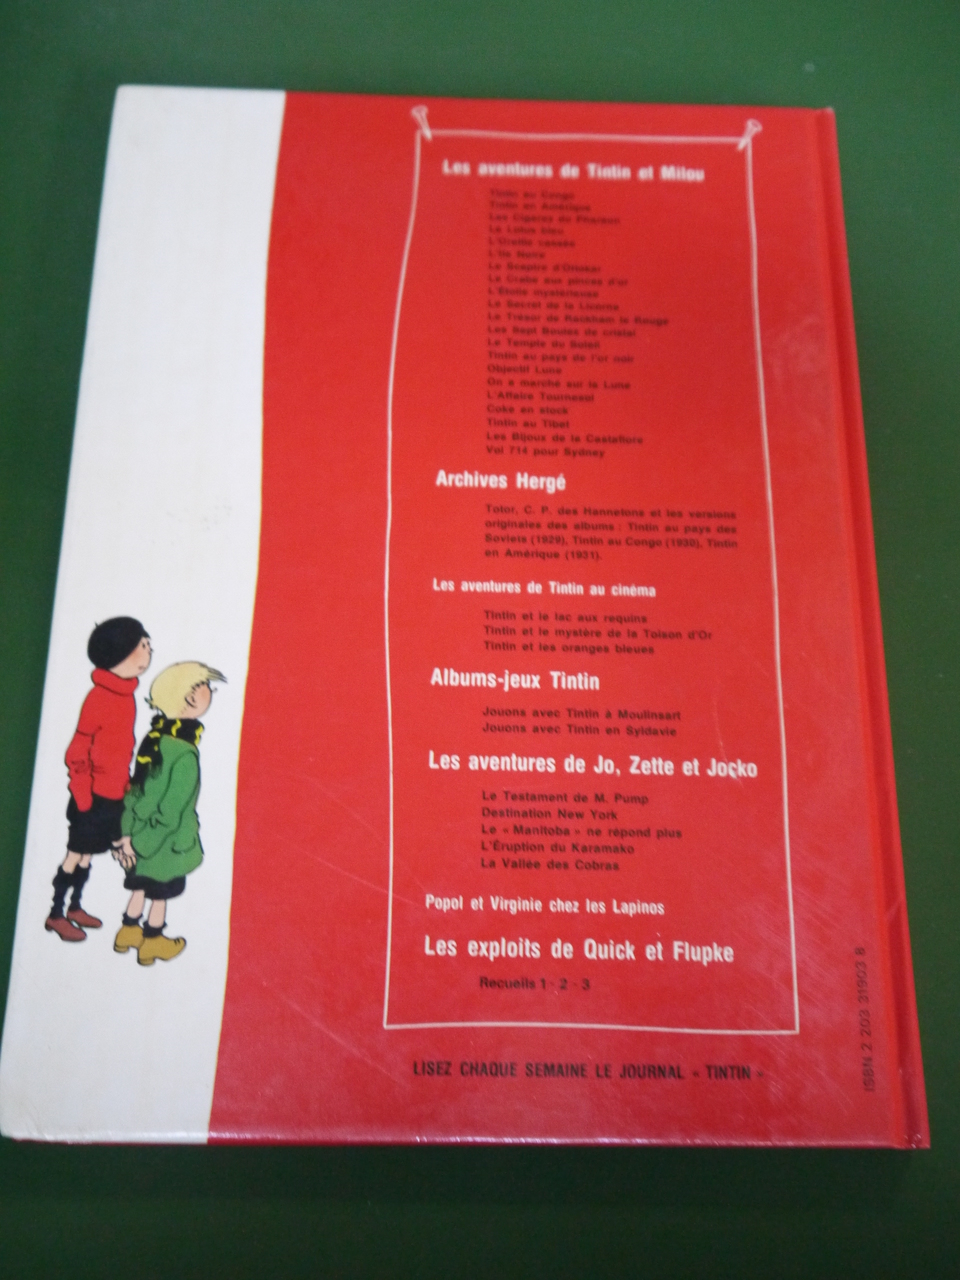 Les aventures de Tintin et Milou
Tintin au Congo
Tintin en Amérique
Les Cigares du Pharaon
Le Lotus bleu
L'Oreille cassée
L'Ile Noire
Le Sceptre d'Ottokar
Le Crabe aux pinces d'or
L'Étoile mystérieuse
Le Secret de la Licorne
Le Trésor de Rackham le Rouge
Les Sept Boules de cristal
Le Temple du Soleil
Tintin au pays de l'or noir
Objectif Lune
On a marché sur la Lune
L'Affaire Tournesol
Coke en stock
Tintin au Tibet
Les Bijoux de la Castafiore
Vol 714 pour Sydney
Archives Hergé
Totor, C. P. des Hannetons et les versions
originales des albums : Tintin au pays des
Soviets (1929), Tintin au Congo (1930), Tintin
en Amérique (1931).
Les aventures de Tintin au cinéma
Tintin et le lac aux requins
Tintin et le mystère de la Toison d'Or
Tintin et les oranges bleues
Albums-jeux Tintin
Jouons avec Tintin à Moulinsart
Jouons avec Tintin en Syldavie
Les aventures de Jo, Zette et Jocko
Le Testament de M. Pump
Destination New York
Le « Manitoba » ne répond plus
L'Éruption du Karamako
La Vallée des Cobras
Popol et Virginie chez les Lapinos
Les exploits de Quick et Flupke
Recueils 1 - 2 - 3
LISEZ CHAQUE SEMAINE LE JOURNAL « TINTIN »
ISBN 2 203 31903 8